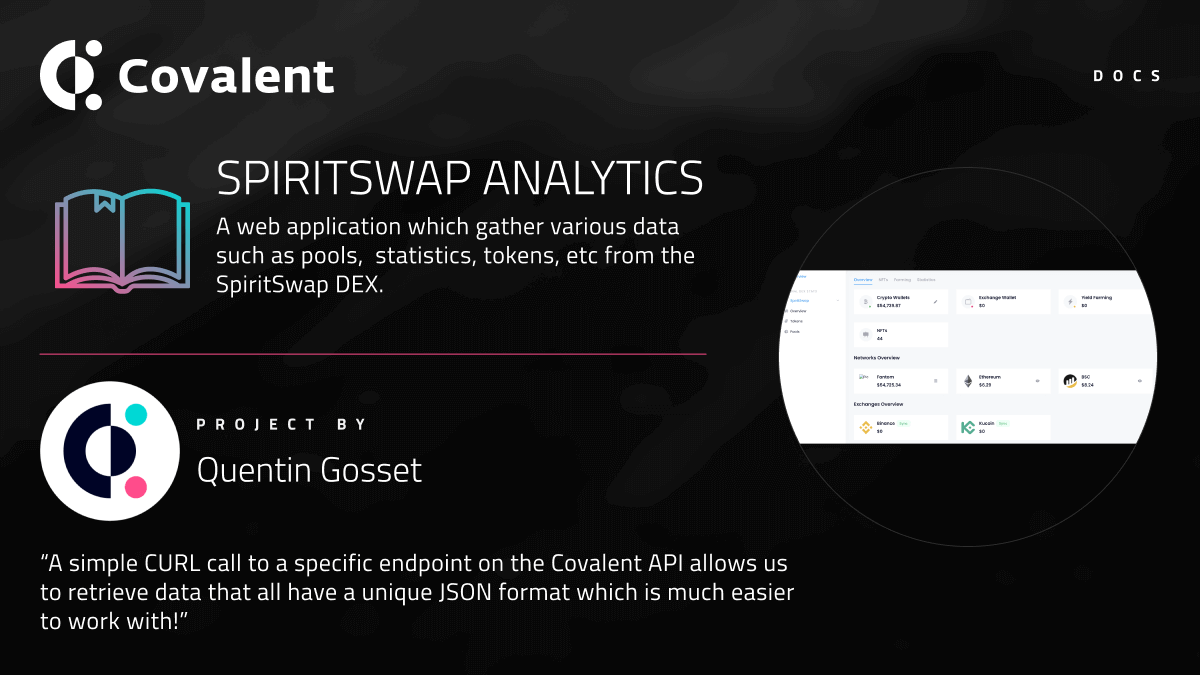 Covalent
DOCS
SPIRITSWAP ANALYTICS
A web application which gather various data
such as pools,  statistics, tokens, etc from the
SpiritSwap DEX.
PROJECT BY
Quentin Gosset
“A simple CURL call to a specific endpoint on the Covalent API allows us
to retrieve data that all have a unique JSON format which is much easier
to work with!”
Overview NFTs Farming Statistics
SpiritSwap
Overview
Tokens
Pools
Crypto Wallets
$64,739.87
Exchange Wallet
$0
Yield Farming
$0
NFTs
44
Networks Overview
Fantom
$64,725.34
Ethereum
$6.29
BSC
$8.24
Exchanges Overview
Binance
$0
Kucoin
$0